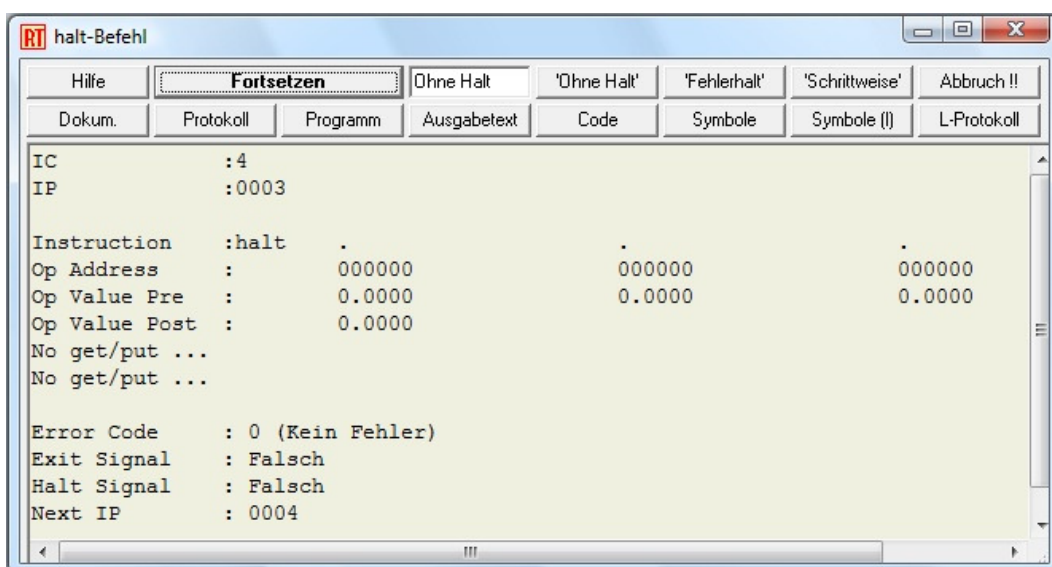 RT halt-Befehl
Hilfe Fortsetzen Ohne Halt 'Ohne Halt' 'Fehlerhalt' 'Schrittweise' Abbruch !!
Dokum. Protokoll Programm Ausgabetext Code Symbole Symbole (I) L-Protokoll
IC :4
IP :0003
Instruction :halt . . .
Op Address : 000000 000000 000000
Op Value Pre : 0.0000 0.0000 0.0000
Op Value Post : 0.0000
No get/put ...
No get/put ...
Error Code : 0 (Kein Fehler)
Exit Signal : Falsch
Halt Signal : Falsch
Next IP : 0004